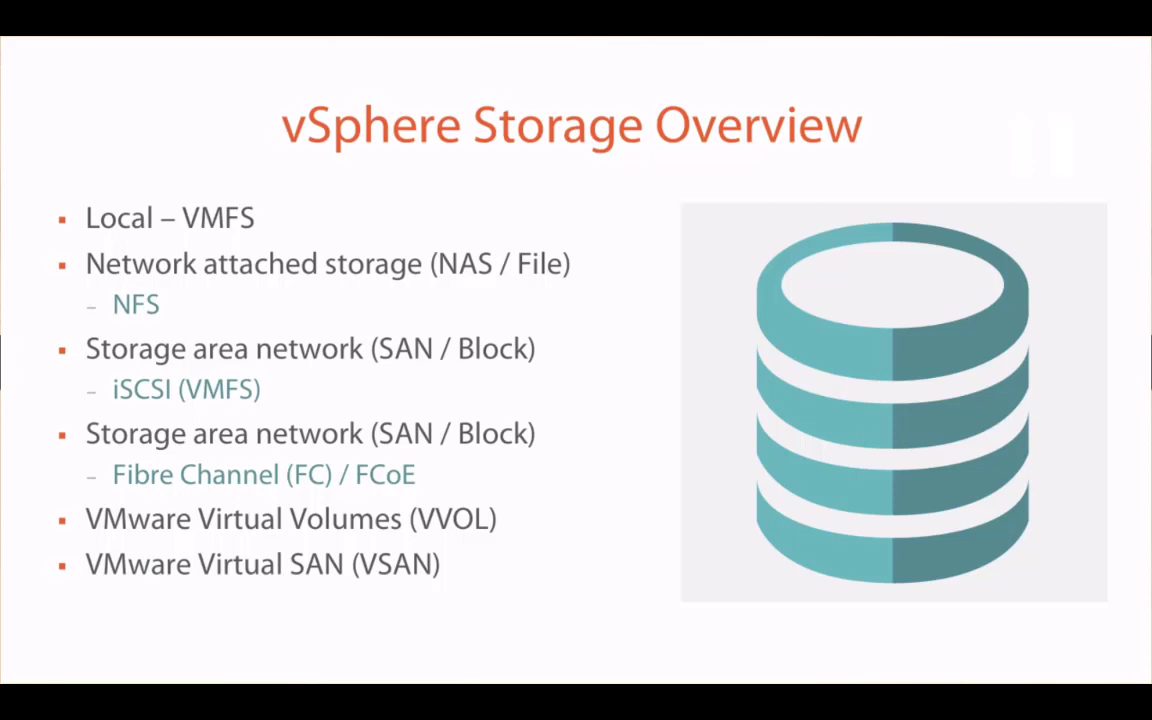 vSphere Storage Overview
▪ Local – VMFS
▪ Network attached storage (NAS / File)
– NFS
▪ Storage area network (SAN / Block)
– iSCSI (VMFS)
▪ Storage area network (SAN / Block)
– Fibre Channel (FC) / FCoE
▪ VMware Virtual Volumes (VVOL)
▪ VMware Virtual SAN (VSAN)